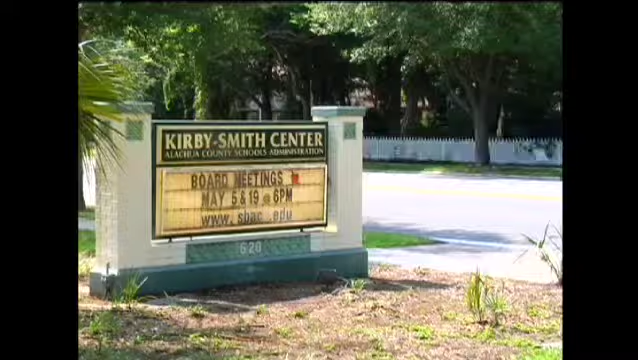 KIRBY-SMITH CENTER
ALACHUA COUNTY SCHOOLS ADMINISTRATION
BOARD MEETINGS
MAY 5 & 19 @ 6PM
www.sbac.edu
620